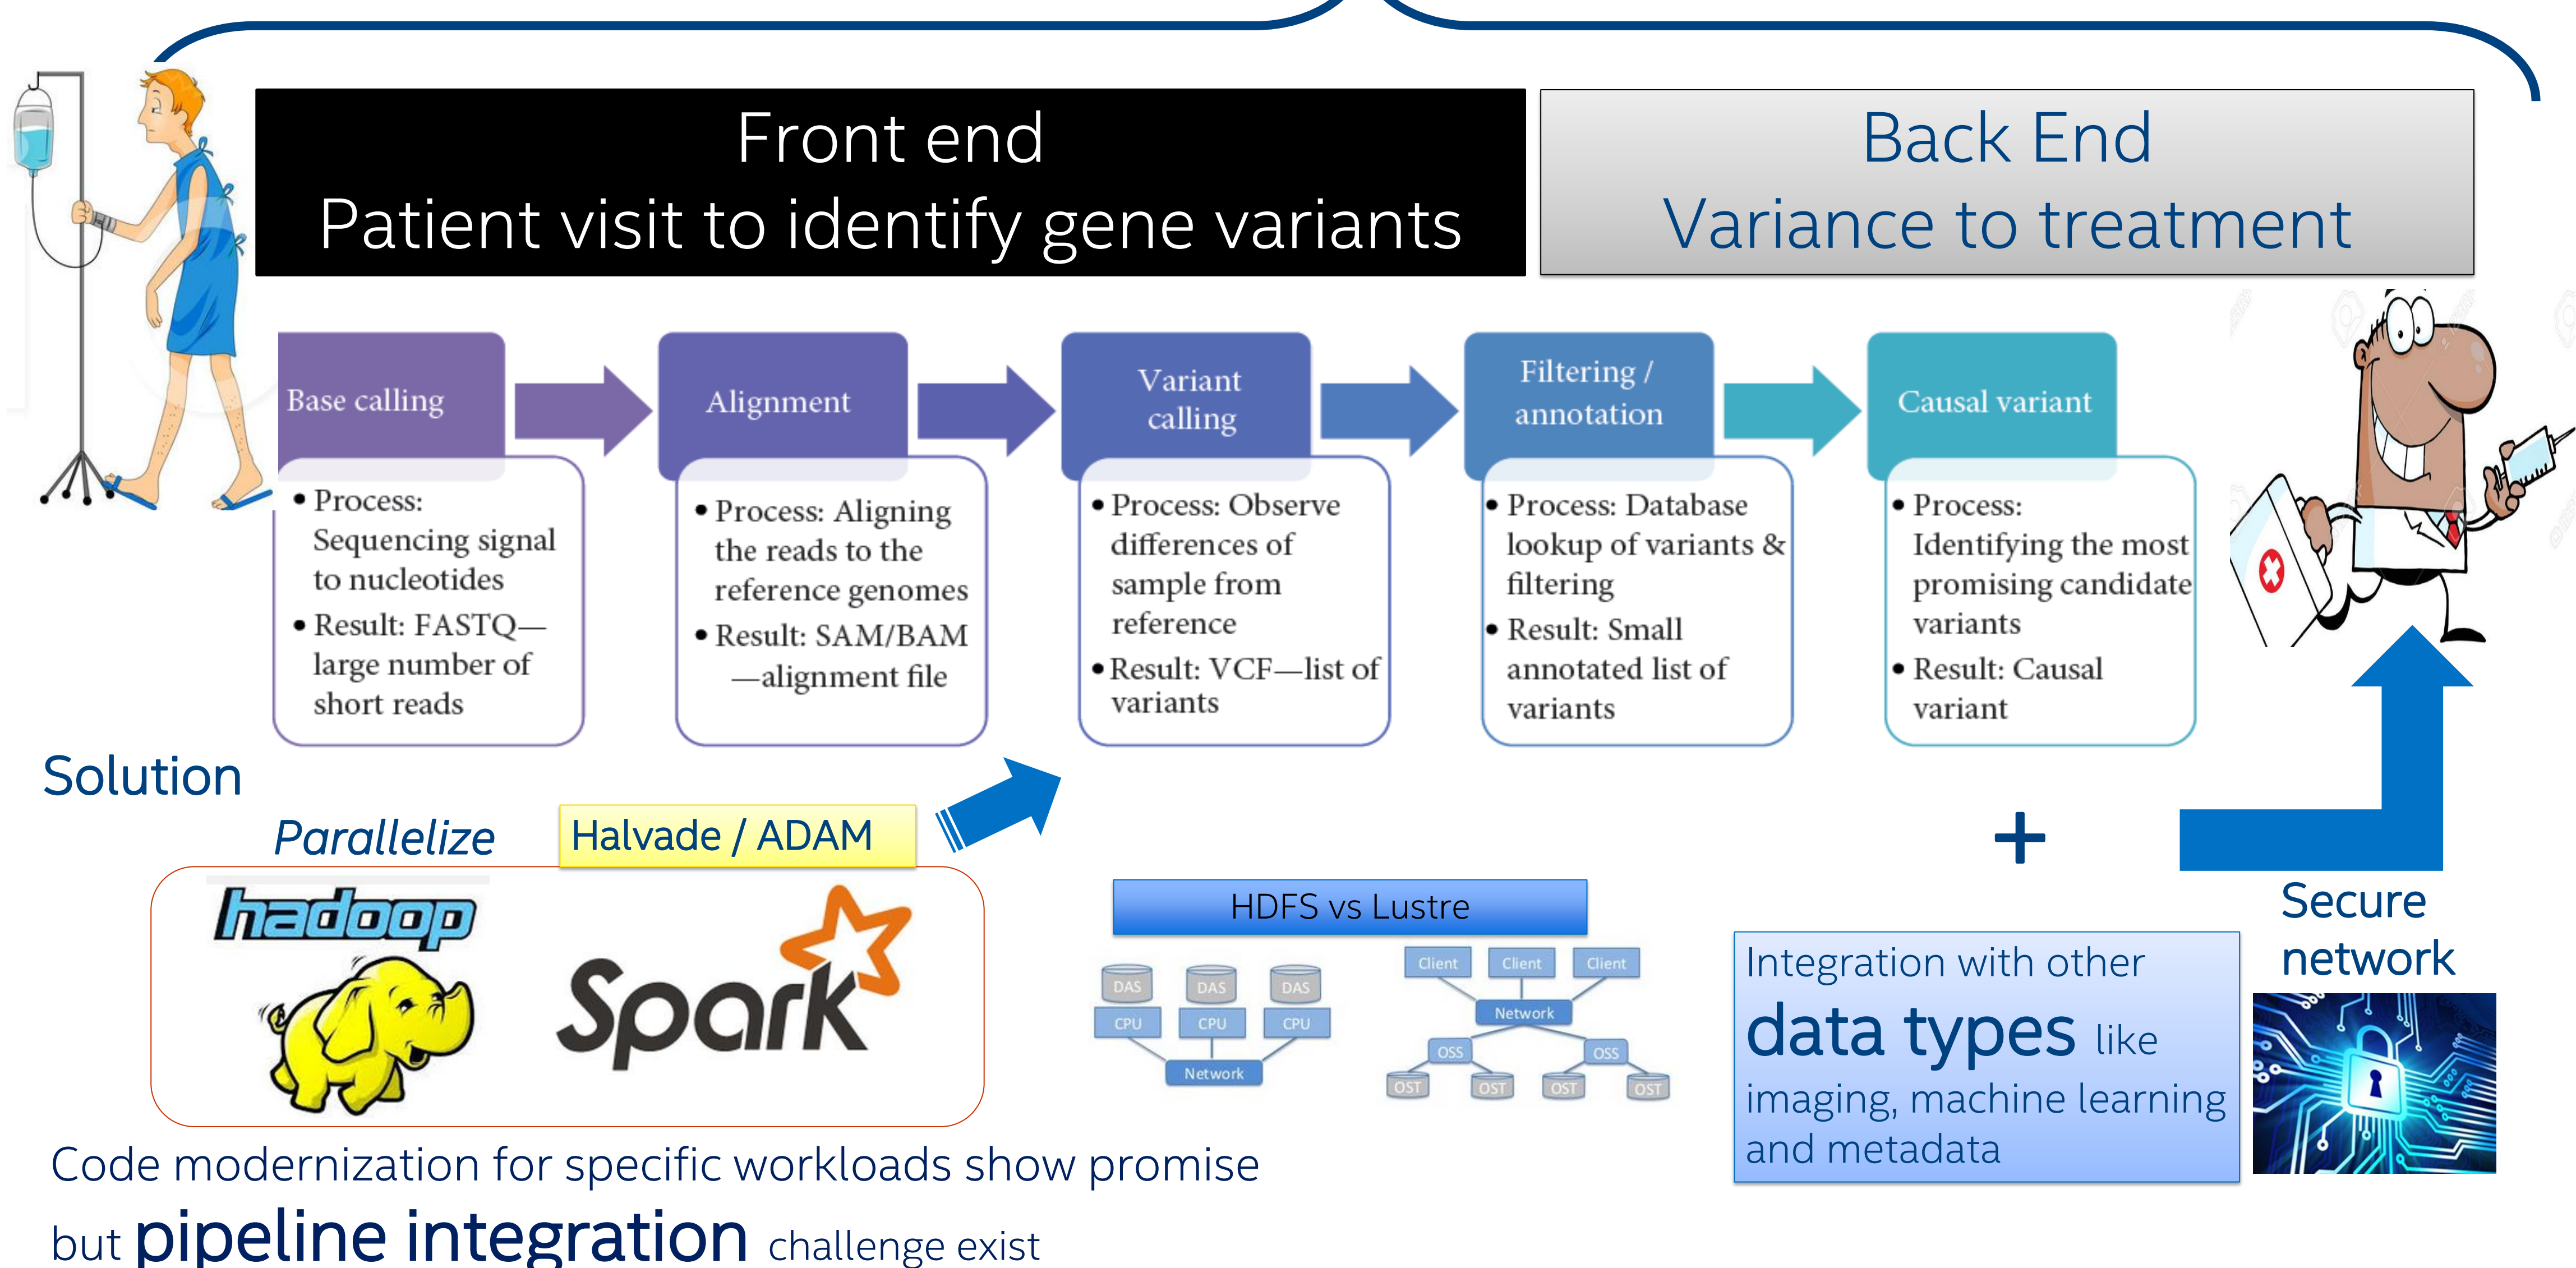 Front end
Patient visit to identify gene variants
Back End
Variance to treatment
Base calling
• Process:
Sequencing signal
to nucleotides
• Result: FASTQ—
large number of
short reads
Alignment
• Process: Aligning
the reads to the
reference genomes
• Result: SAM/BAM
—alignment file
Variant
calling
• Process: Observe
differences of
sample from
reference
• Result: VCF—list of
variants
Filtering /
annotation
• Process: Database
lookup of variants &
filtering
• Result: Small
annotated list of
variants
Causal variant
• Process:
Identifying the most
promising candidate
variants
• Result: Causal
variant
Solution
Parallelize
Halvade / ADAM
hadoop
Spark
HDFS vs Lustre
DAS DAS DAS
CPU CPU CPU
Network
Client Client Client
Network
OSS OSS
OST OST OST OST
+
Integration with other
data types like
imaging, machine learning
and metadata
Secure
network
Code modernization for specific workloads show promise
but pipeline integration challenge exist